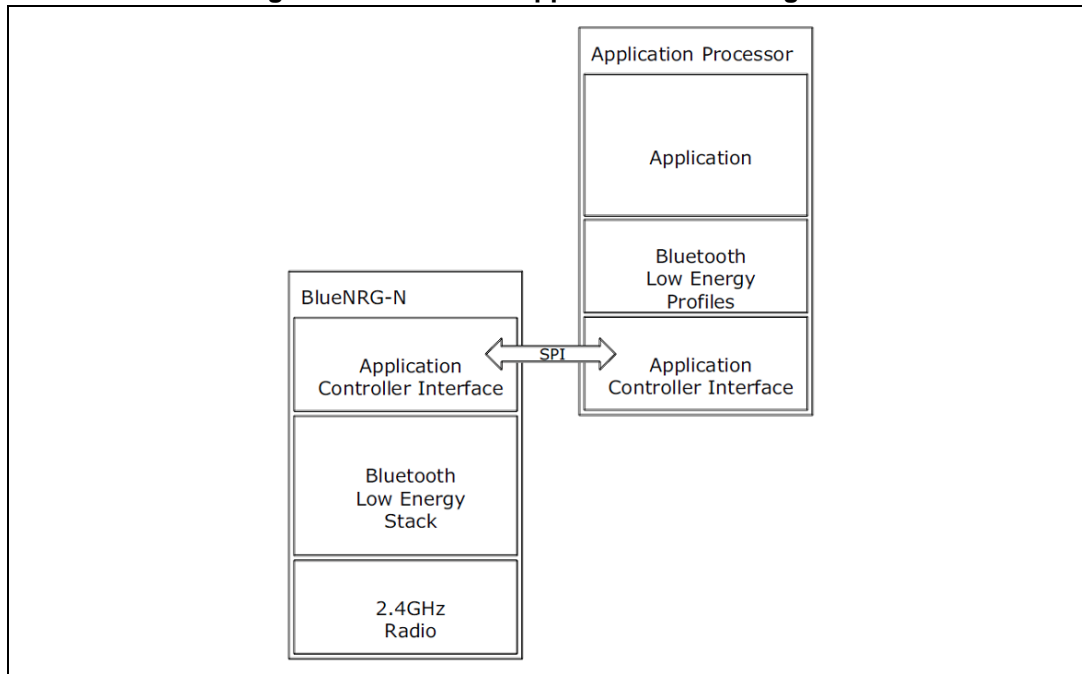 Application Processor
Application
Bluetooth
Low Energy
Profiles
Application
Controller Interface
SPI
BlueNRG-N
Application
Controller Interface
Bluetooth
Low Energy
Stack
2.4GHz
Radio